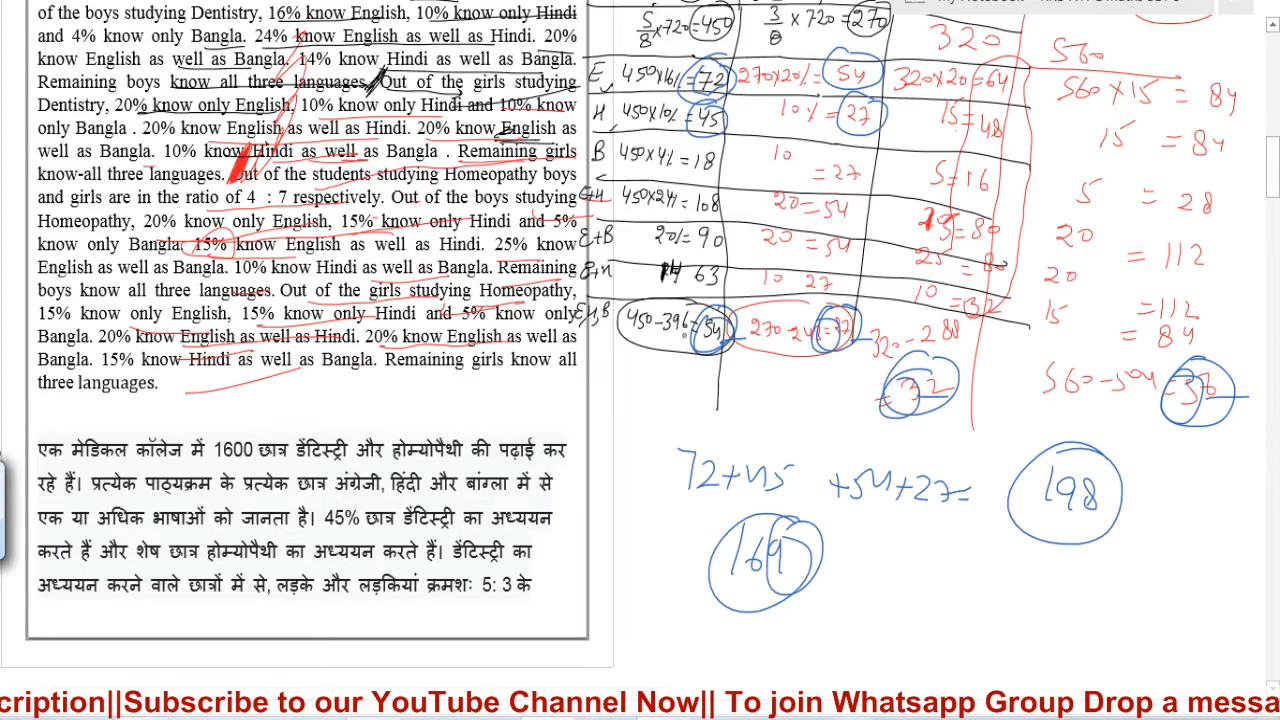 My Notebook
of the boys studying Dentistry, 16% know English, 10% know only Hindi
and 4% know only Bangla. 24% know English as well as Hindi. 20%
know English as well as Bangla. 14% know Hindi as well as Bangla.
Remaining boys know all three languages. Out of the girls studying
Dentistry, 20% know only English, 10% know only Hindi and 10% know
only Bangla . 20% know English as well as Hindi. 20% know English as
well as Bangla. 10% know Hindi as well as Bangla . Remaining girls
know-all three languages. Out of the students studying Homeopathy boys
and girls are in the ratio of 4 : 7 respectively. Out of the boys studying
Homeopathy, 20% know only English, 15% know only Hindi and 5%
know only Bangla. 15% know English as well as Hindi. 25% know
English as well as Bangla. 10% know Hindi as well as Bangla. Remaining
boys know all three languages. Out of the girls studying Homeopathy,
15% know only English, 15% know only Hindi and 5% know only
Bangla. 20% know English as well as Hindi. 20% know English as well as
Bangla. 15% know Hindi as well as Bangla. Remaining girls know all
three languages.
एक मेडिकल कॉलेज में 1600 छात्र डेंटिस्ट्री और होम्योपैथी की पढ़ाई कर
रहे हैं। प्रत्येक पाठ्यक्रम के प्रत्येक छात्र अंग्रेजी, हिंदी और बांग्ला में से
एक या अधिक भाषाओं को जानता है। 45% छात्र डेंटिस्ट्री का अध्ययन
करते हैं और शेष छात्र होम्योपैथी का अध्ययन करते हैं। डेंटिस्ट्री का
अध्ययन करने वाले छात्रों में से, लड़के और लड़कियां क्रमशः 5: 3 के
5/8 x720=450 3/8 x 720=270 320 560
E, 450x16%=72 270x20%=54 320x20=64 560x15=84
H, 450x10%=45 10%=27 15=48 15=84
B 450x4%=18 10=27 5=16 5=28
E+H 450x24%=108 20=54 15=80 20=112
E+B 20%=90 20=54 25=80 20=112
14 63 10 27 10=32 15=84
E,H,B 450-396=54 270-243=27 320-288=32 560-504=56
72+45 +54+27= 198
169
cription||Subscribe to our YouTube Channel Now|| To join Whatsapp Group Drop a messa